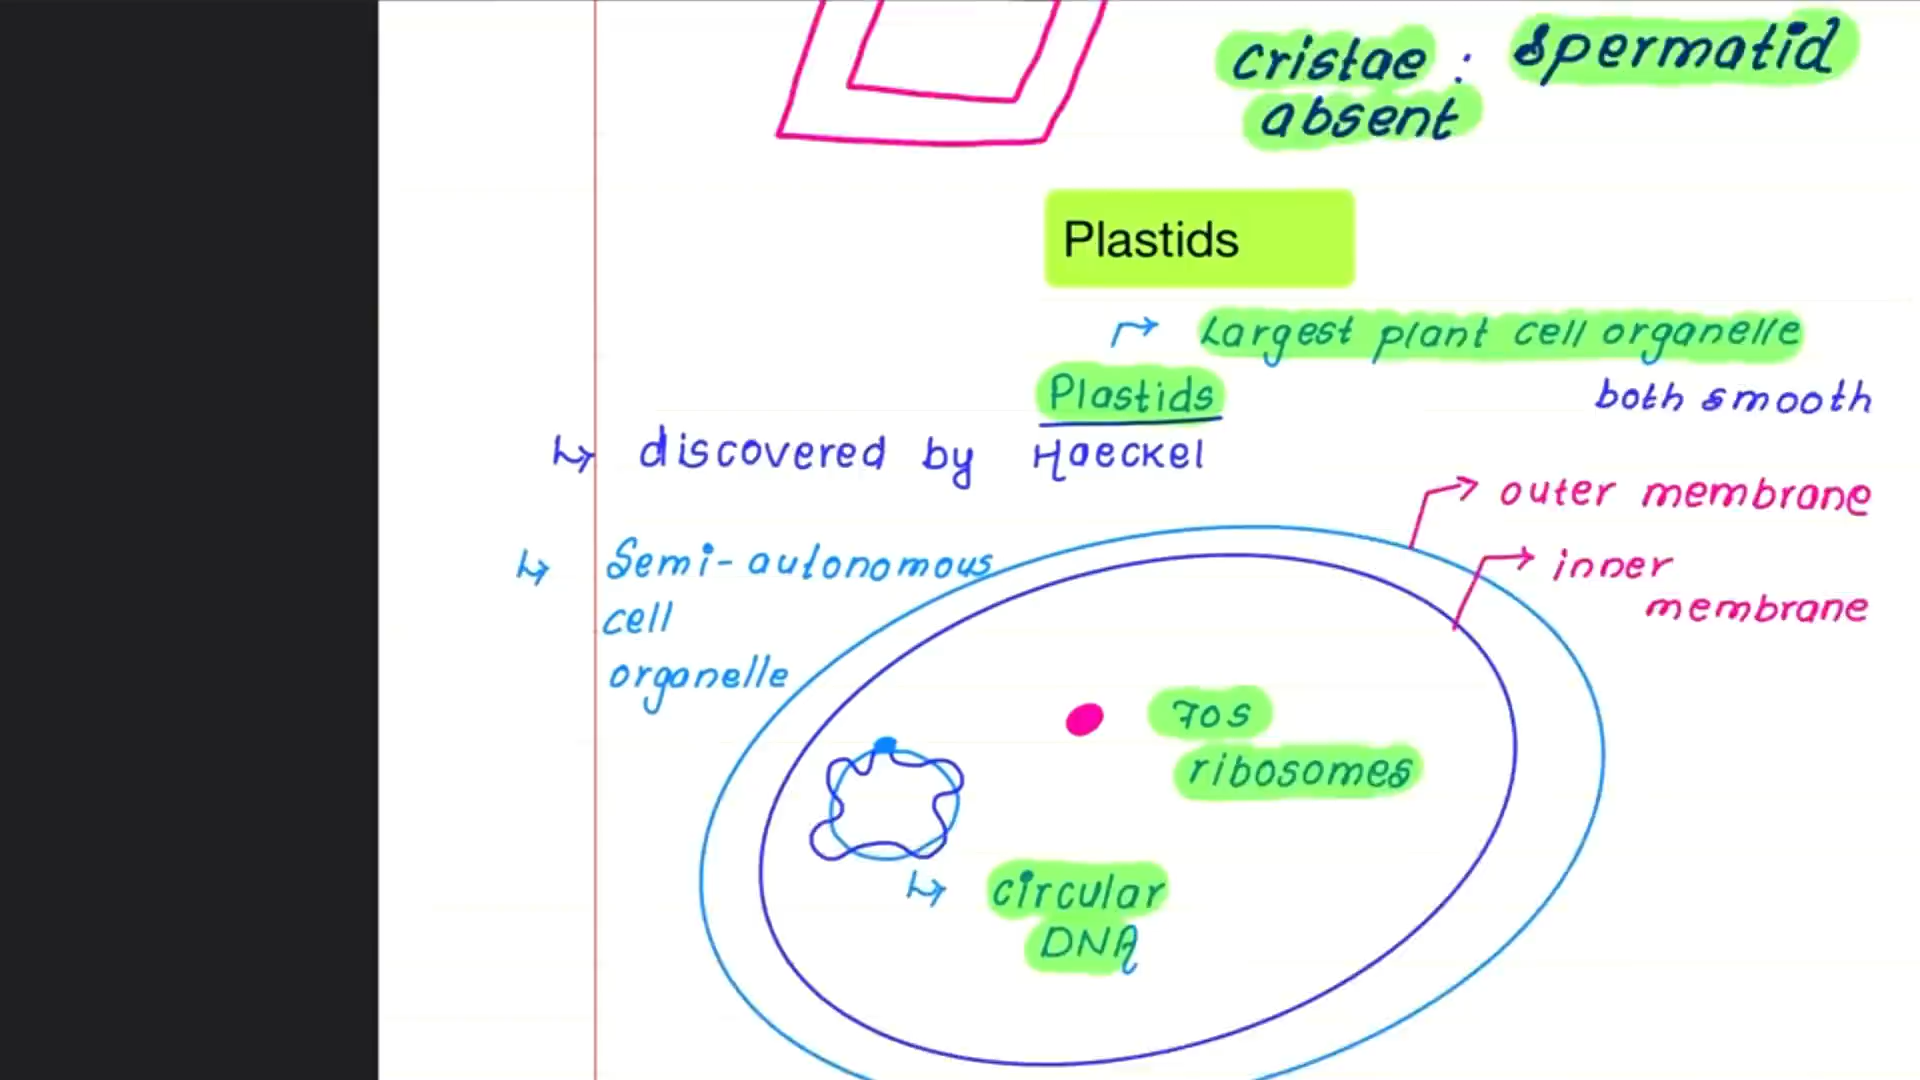 cristae : spermatid
absent
Plastids
Largest plant cell organelle
Plastids
both smooth
discovered by Haeckel
outer membrane
Semi-autonomous
cell
organelle
inner
membrane
70s
ribosomes
circular
DNA